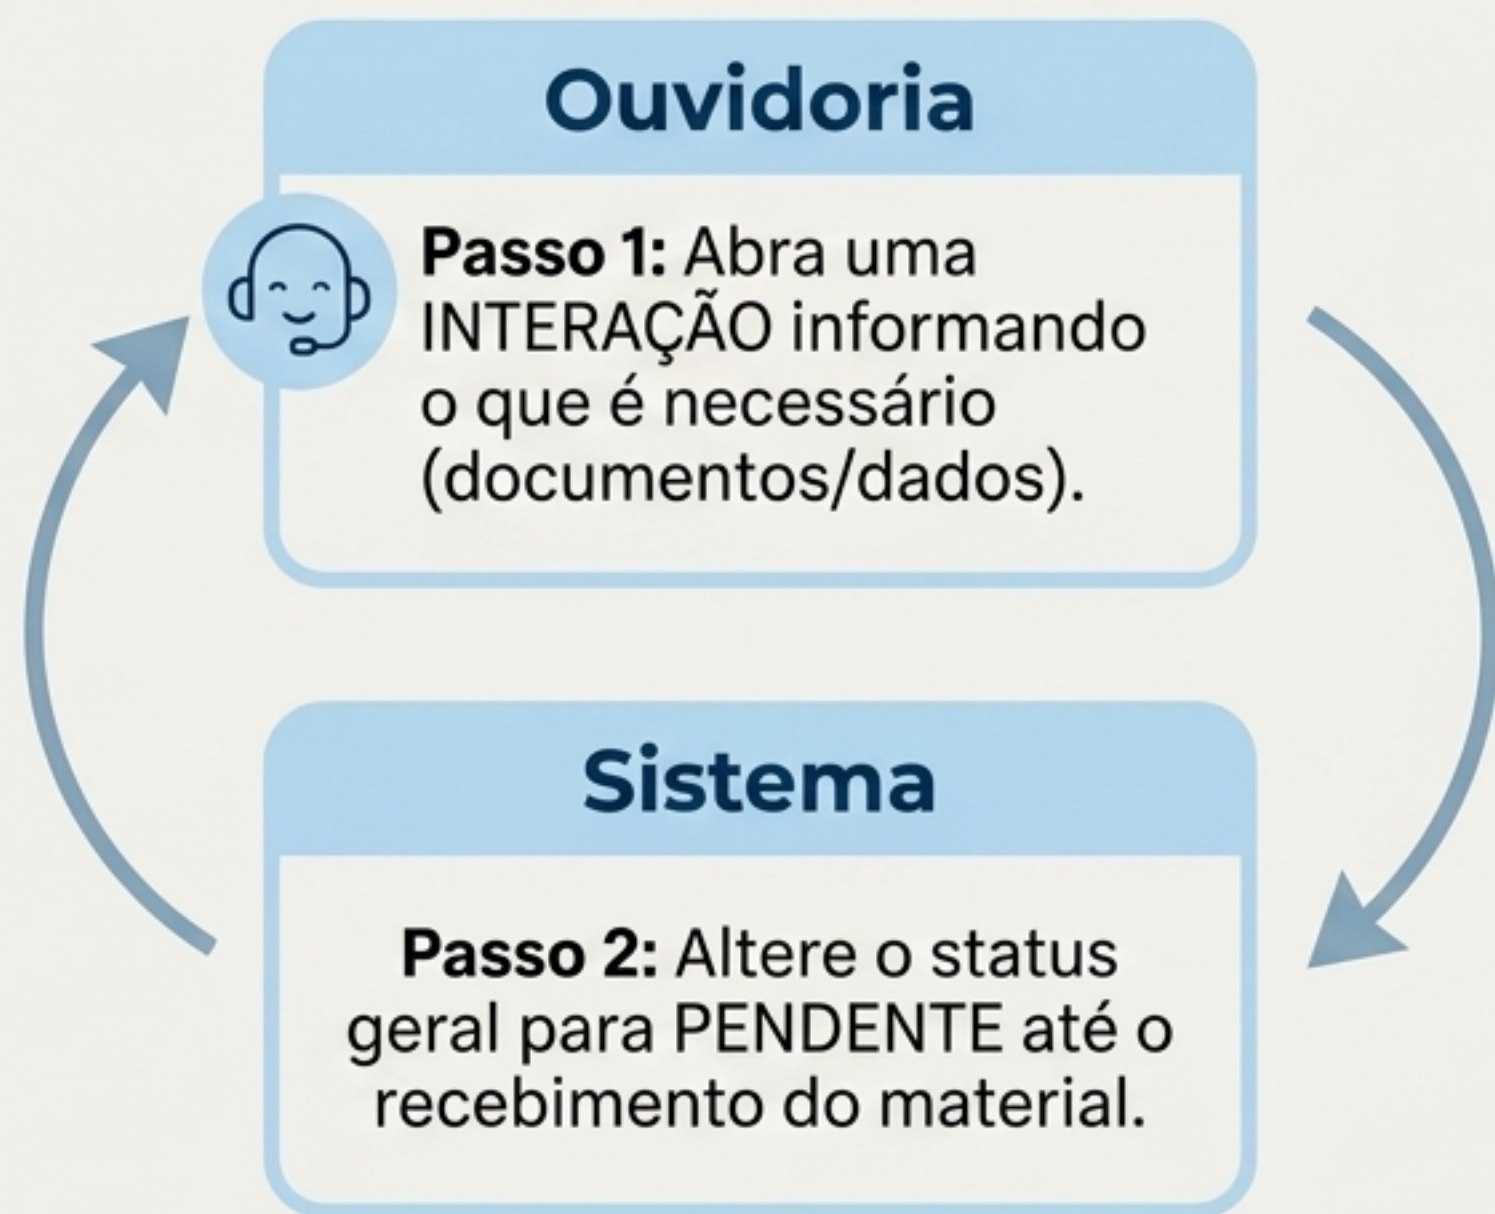 Ouvidoria
Passo 1: Abra uma
INTERAÇÃO informando
o que é necessário
(documentos/dados).
Sistema
Passo 2: Altere o status
geral para PENDENTE até o
recebimento do material.